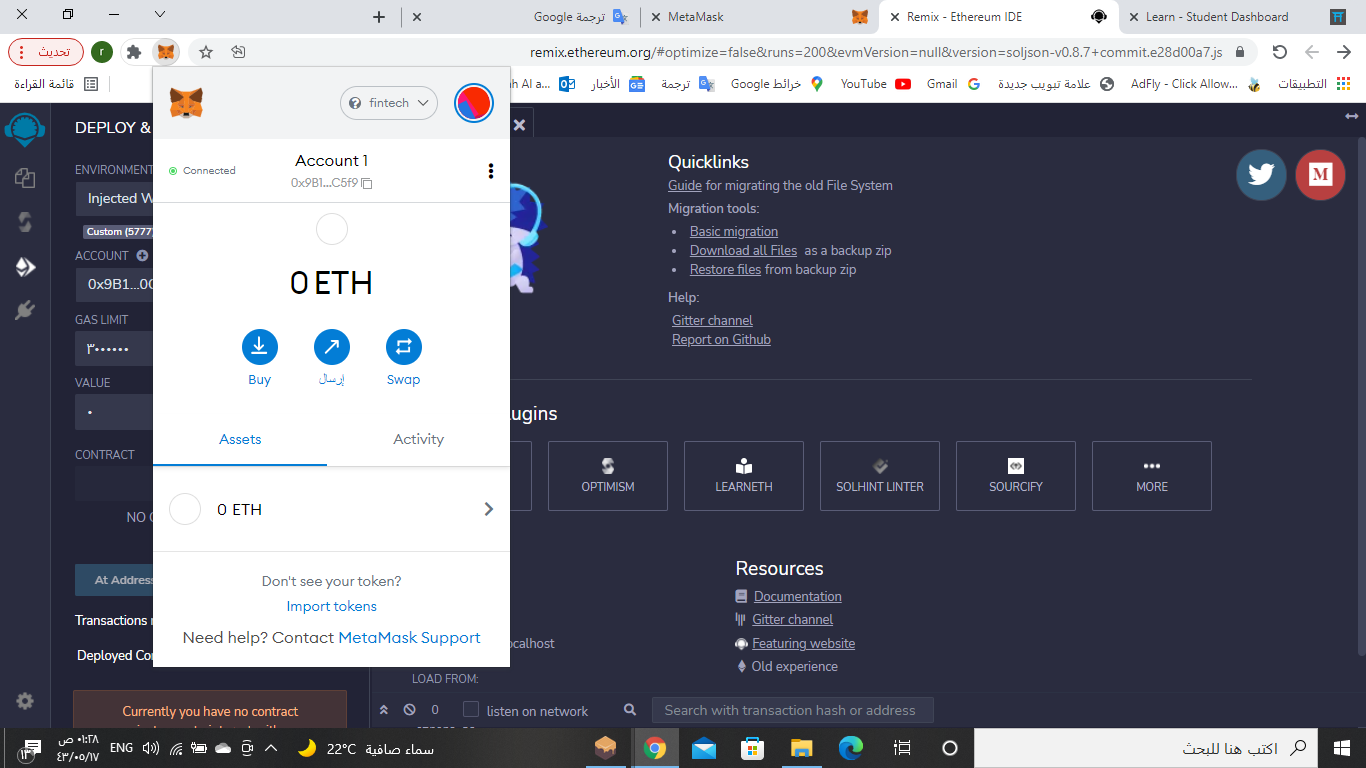 ترجمة Google
MetaMask
Remix - Ethereum IDE
Learn - Student Dashboard
تحديث
r
remix.ethereum.org/#optimize=false&runs=200&evmVersion=null&version=soljson-v0.8.7+commit.e28d00a7.js
قائمة القراءة
ah Al a...
الأخبار
ترجمة
خرائط Google
YouTube
Gmail
علامة تبويب جديدة
AdFly - Click Allow...
التطبيقات
DEPLOY &
ENVIRONMENT
Injected W
Custom (5777)
ACCOUNT
0x9B1...00
GAS LIMIT
٣٠٠٠٠٠٠
VALUE
٠
CONTRACT
NO C
At Address
Transactions r
Deployed Con
Currently you have no contract
fintech
Connected
Account 1
0x9B1...C5f9
0 ETH
Buy
إرسال
Swap
Assets
Activity
0 ETH
Don't see your token?
Import tokens
Need help? Contact MetaMask Support
Quicklinks
Guide for migrating the old File System
Migration tools:
Basic migration
Download all Files as a backup zip
Restore files from backup zip
Help:
Gitter channel
Report on Github
M
lugins
OPTIMISM
LEARNETH
SOLHINT LINTER
SOURCIFY
MORE
Resources
Documentation
Gitter channel
Featuring website
Old experience
ocalhost
LOAD FROM:
0
listen on network
Search with transaction hash or address
٠١:٢٨ ص
٤٣/٠٥/١٧
١٣
ENG
22°C سماء صافية
اكتب هنا للبحث